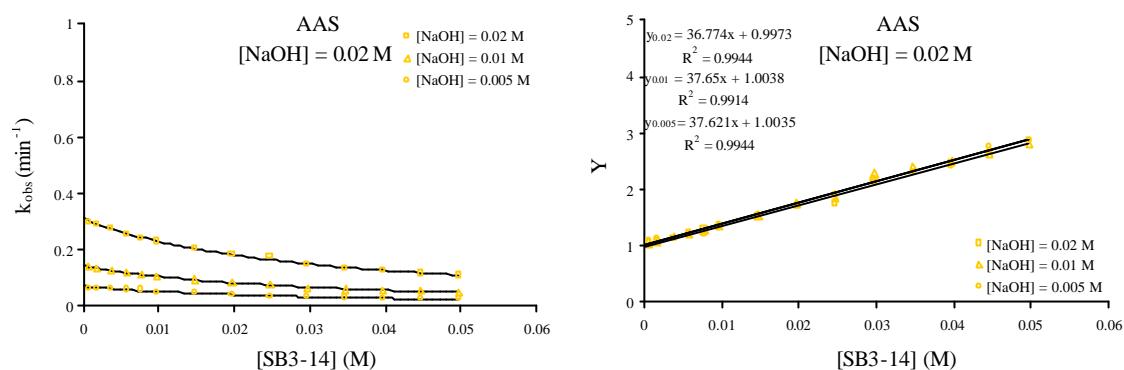 AAS
[NaOH] = 0.02 M
[NaOH] = 0.02 M
[NaOH] = 0.01 M
[NaOH] = 0.005 M
1
0.8
0.6
0.4
0.2
0
k_obs (min⁻¹)
0 0.01 0.02 0.03 0.04 0.05 0.06
[SB3-14] (M)
AAS
[NaOH] = 0.02 M
y0.02 = 36.774x + 0.9973
R² = 0.9944
y0.01 = 37.65x + 1.0038
R² = 0.9914
y0.005 = 37.621x + 1.0035
R² = 0.9944
5
4
3
2
1
0
Y
[NaOH] = 0.02 M
[NaOH] = 0.01 M
[NaOH] = 0.005 M
0 0.01 0.02 0.03 0.04 0.05 0.06
[SB3-14] (M)